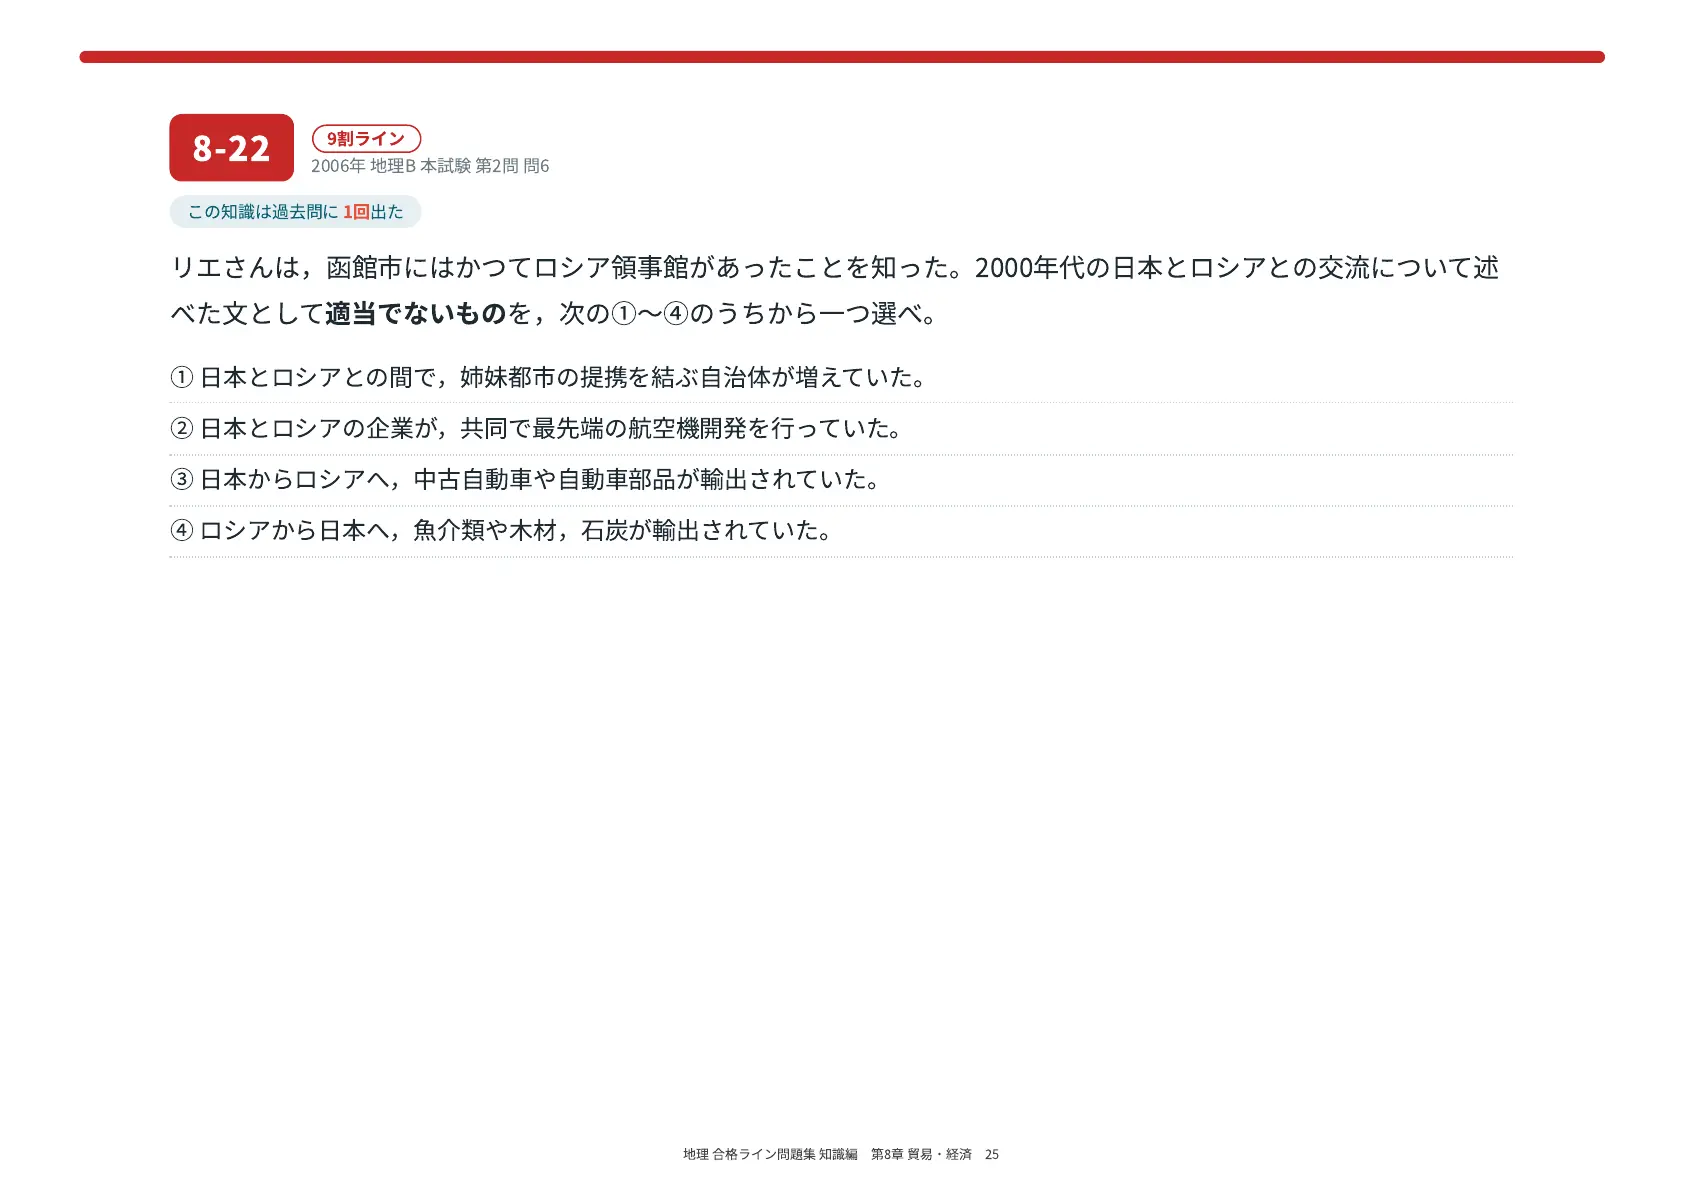 8-22
9割ライン
2006年 地理B 本試験 第2問 問6
この知識は過去問に 1回出た
リエさんは，函館市にはかつてロシア領事館があったことを知った。2000年代の日本とロシアとの交流について述
べた文として適当でないものを，次の①～④のうちから一つ選べ。
① 日本とロシアとの間で，姉妹都市の提携を結ぶ自治体が増えていた。
② 日本とロシアの企業が，共同で最先端の航空機開発を行っていた。
③ 日本からロシアへ，中古自動車や自動車部品が輸出されていた。
④ ロシアから日本へ，魚介類や木材，石炭が輸出されていた。
地理 合格ライン問題集 知識編　第8章 貿易・経済　25